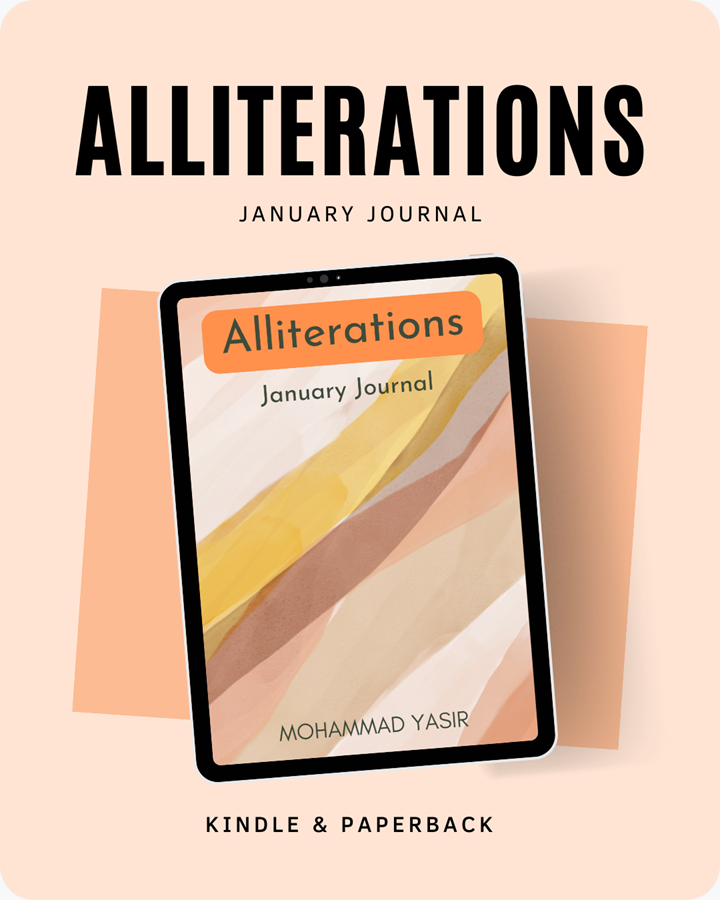 ALLITERATIONS
JANUARY JOURNAL
Alliterations
January Journal
MOHAMMAD YASIR
KINDLE & PAPERBACK